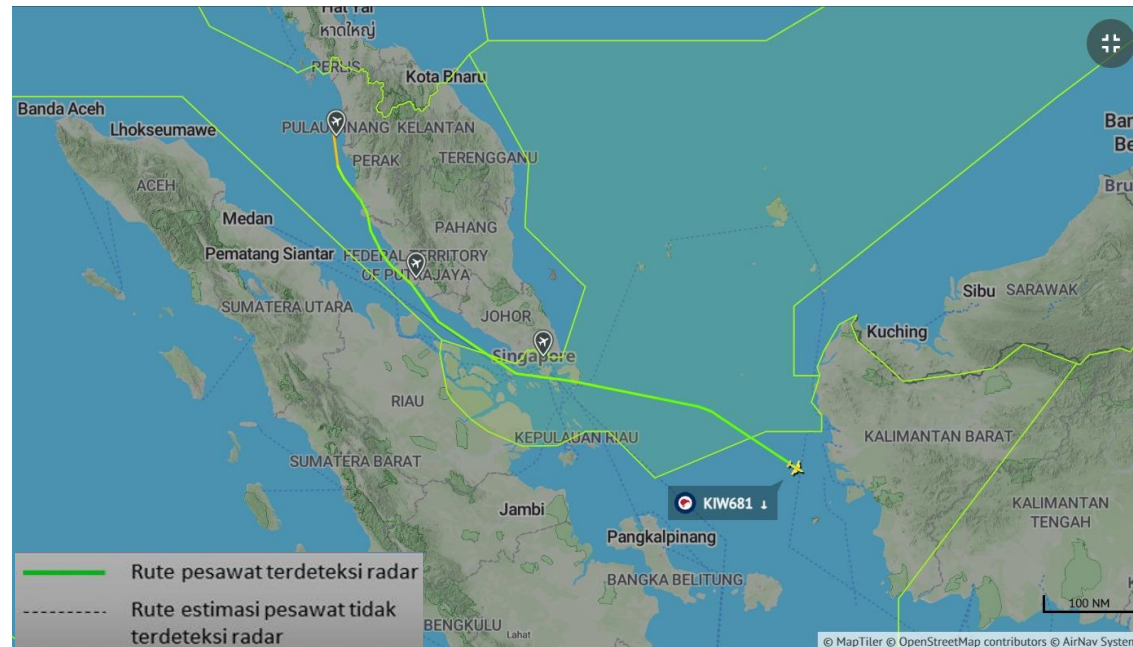 Hat Yai
หาดใหญ่
PERLIS
Kota Bharu
Banda Aceh
Lhokseumawe
PULAU PINANG KELANTAN
PERAK
TERENGGANU
ACEH
Medan
PAHANG
Pematang Siantar
FEDERAL TERRITORY
OF PUTRAJAYA
SUMATERA UTARA
JOHOR
Singapore
Sibu SARAWAK
Kuching
RIAU
KEPULAUAN RIAU
KALIMANTAN BARAT
SUMATERA BARAT
KIW681 ↓
Jambi
KALIMANTAN
TENGAH
Pangkalpinang
BANGKA BELITUNG
Rute pesawat terdeteksi radar
Rute estimasi pesawat tidak
terdeteksi radar
BENGKULU
Lahat
100 NM
© MapTiler © OpenStreetMap contributors © AirNav System